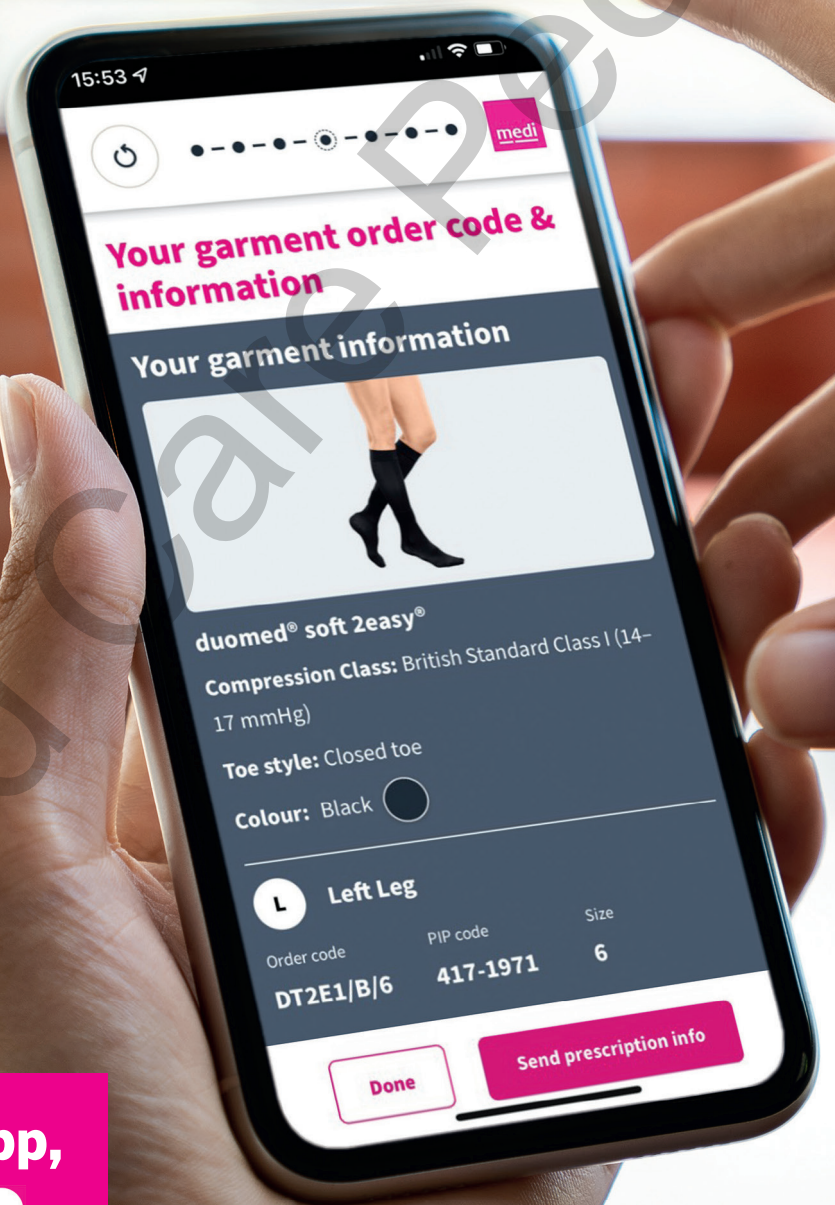 15:53
medi
Your garment order code &
information
Your garment information
duomed® soft 2easy®
Compression Class: British Standard Class I (14–
17 mmHg)
Toe style: Closed toe
Colour: Black
L Left Leg
Order code PIP code Size
DT2E1/B/6 417-1971 6
Done Send prescription info
pp,
Care